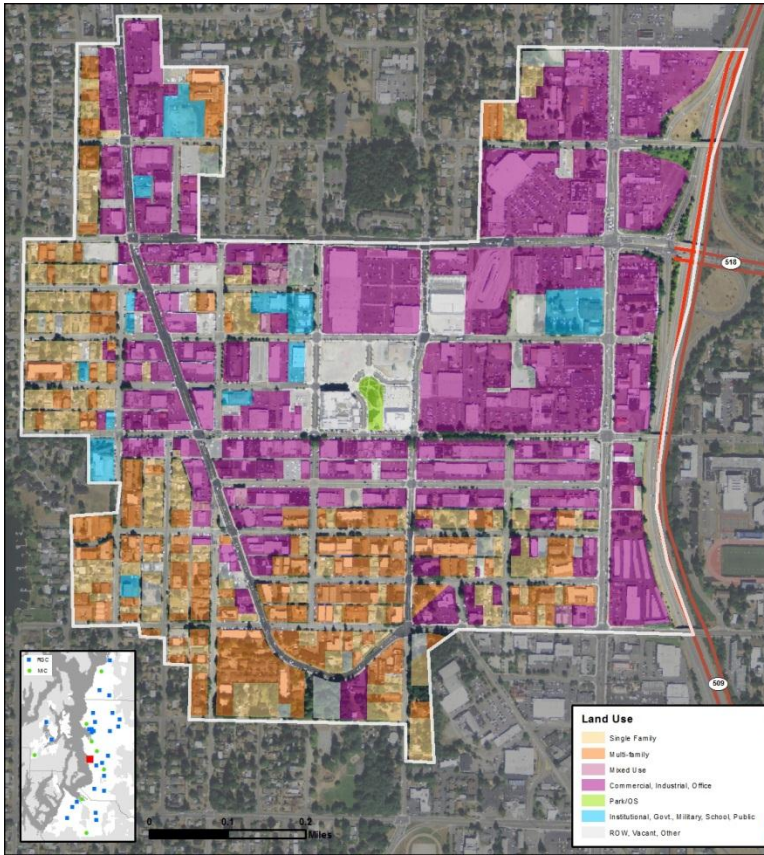 518
509
RGC
MIC
0
0.1
0.2
Miles
Land Use
Single Family
Multi-family
Mixed Use
Commercial, Industrial, Office
Park/OS
Institutional, Govt., Military, School, Public
ROW, Vacant, Other